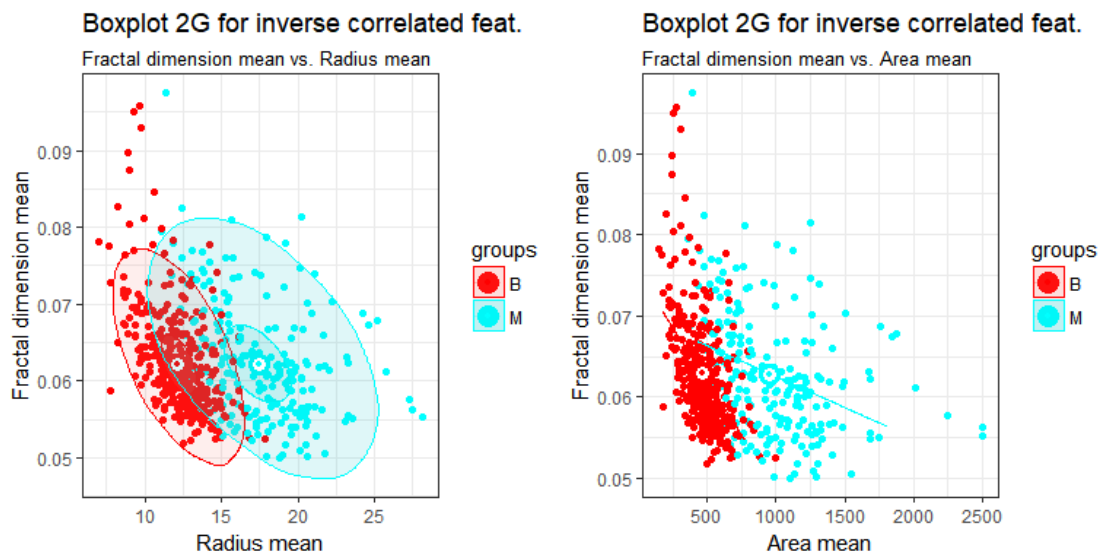 Boxplot 2G for inverse correlated feat.
Fractal dimension mean vs. Radius mean
Fractal dimension mean
0.09
0.08
0.07
0.06
0.05
10 15 20 25
Radius mean
groups
B
M
Boxplot 2G for inverse correlated feat.
Fractal dimension mean vs. Area mean
Fractal dimension mean
0.09
0.08
0.07
0.06
0.05
500 1000 1500 2000 2500
Area mean
groups
B
M